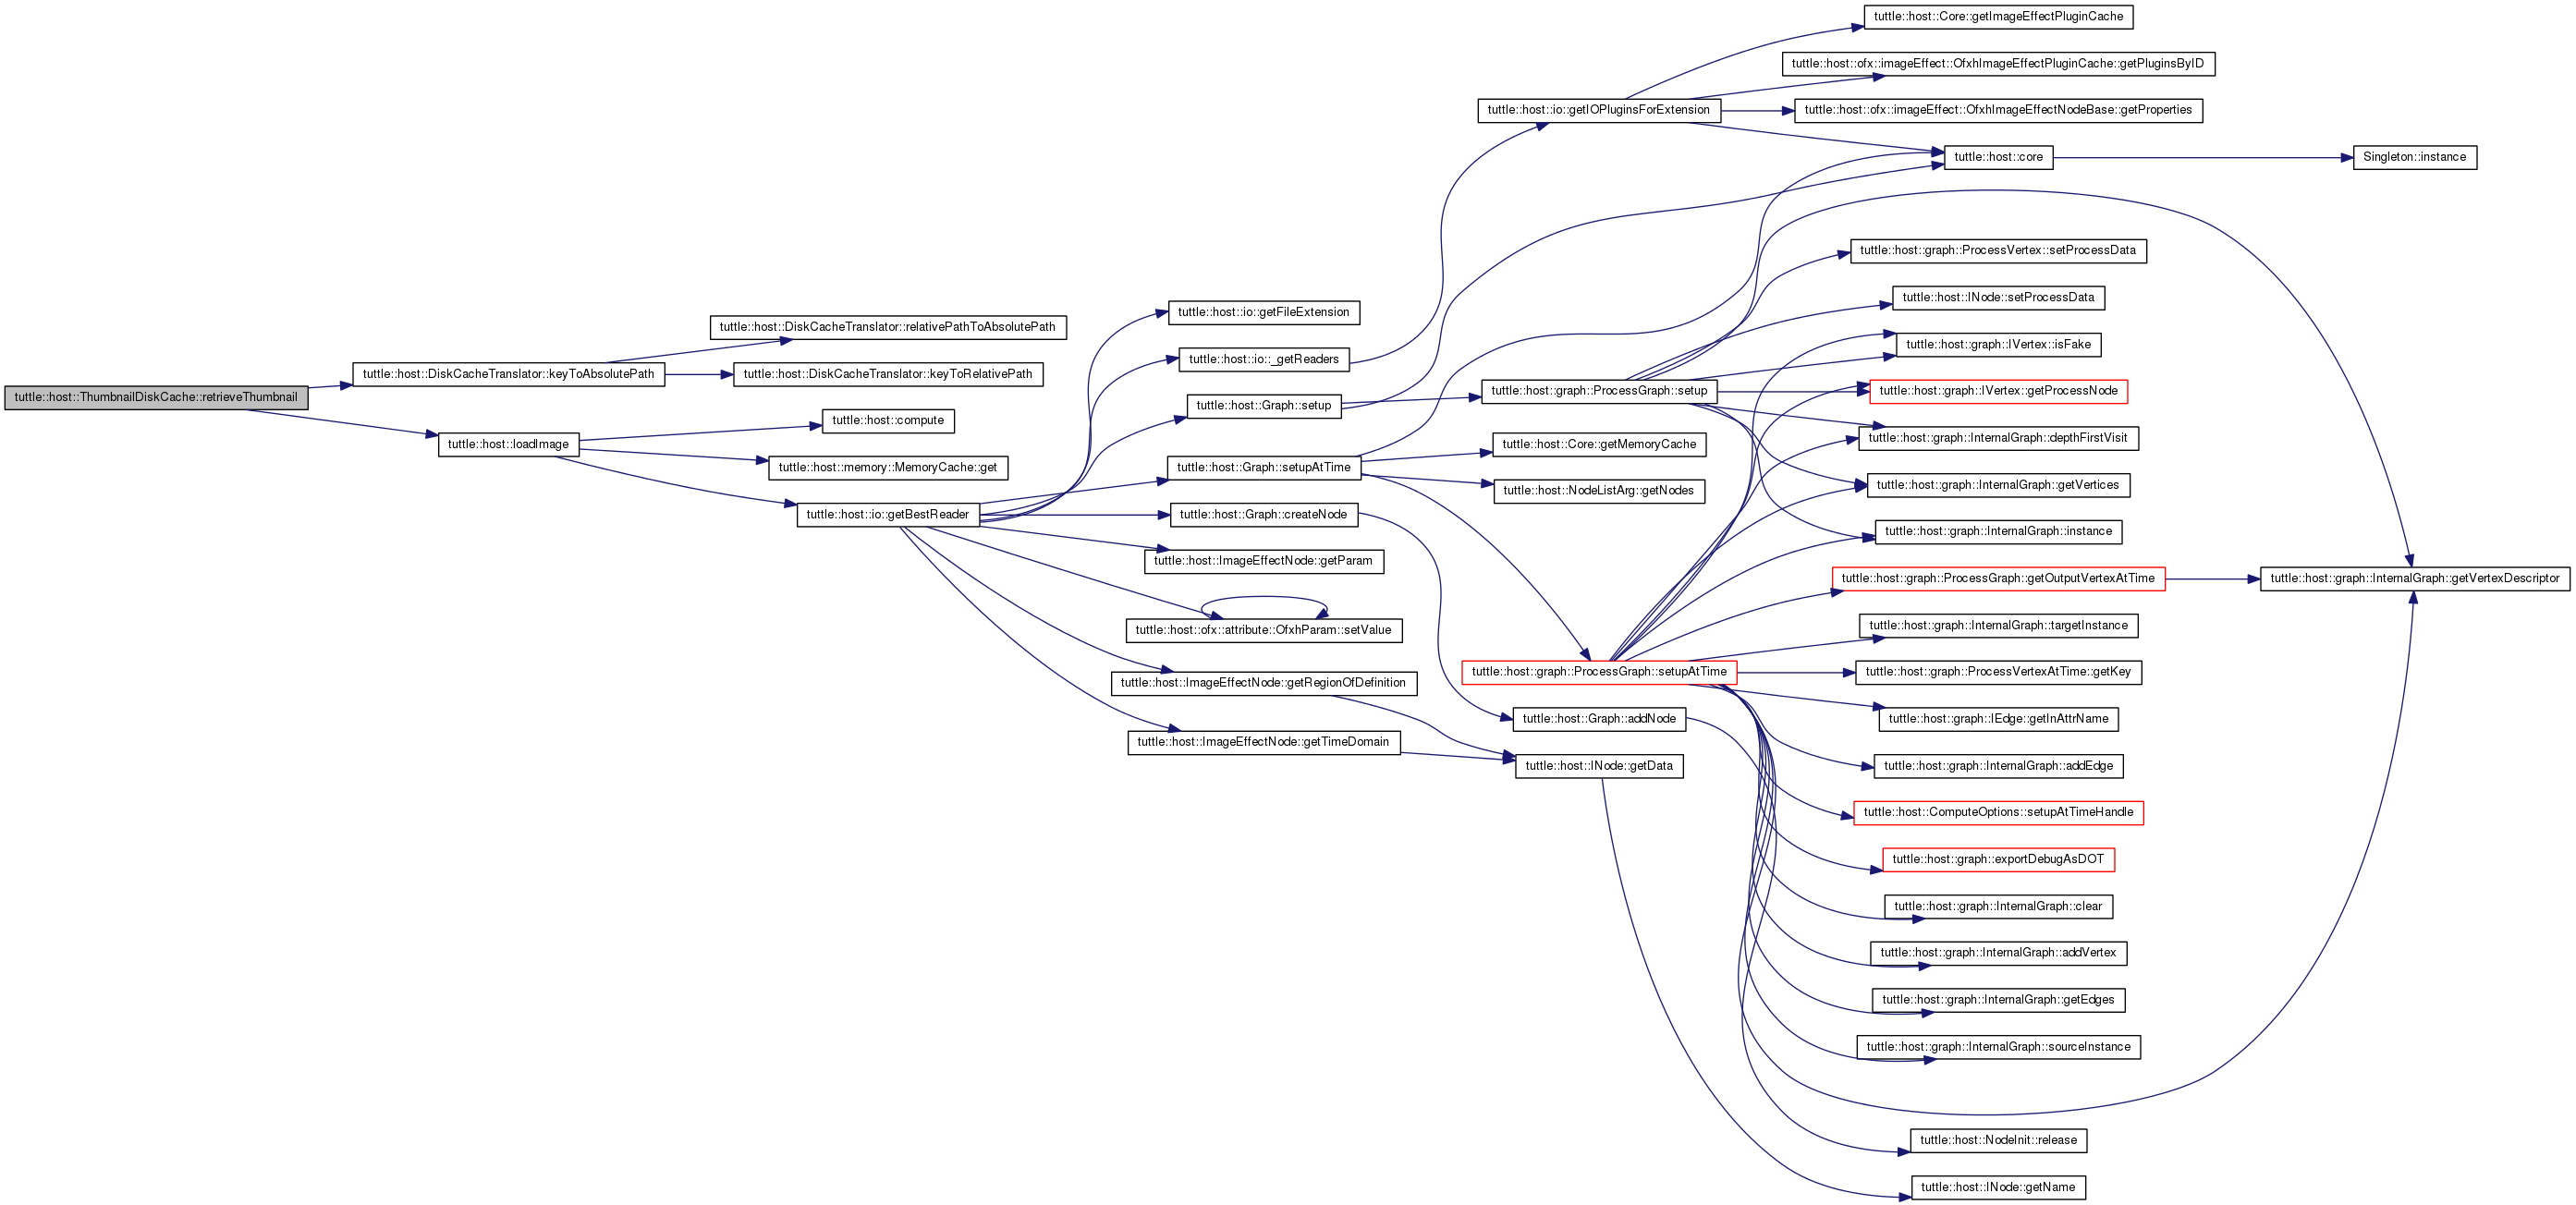 tuttle::host::Core::getImageEffectPluginCache
tuttle::host::ofx::imageEffect::OfxhImageEffectPluginCache::getPluginsByID
tuttle::host::io::getIOPluginsForExtension
tuttle::host::ofx::imageEffect::OfxhImageEffectNodeBase::getProperties
tuttle::host::core
Singleton::instance
tuttle::host::graph::ProcessVertex::setProcessData
tuttle::host::INode::setProcessData
tuttle::host::io::getFileExtension
tuttle::host::DiskCacheTranslator::relativePathToAbsolutePath
tuttle::host::graph::IVertex::isFake
tuttle::host::io::_getReaders
tuttle::host::DiskCacheTranslator::keyToAbsolutePath
tuttle::host::DiskCacheTranslator::keyToRelativePath
tuttle::host::graph::ProcessGraph::setup
tuttle::host::graph::IVertex::getProcessNode
tuttle::host::ThumbnailDiskCache::retrieveThumbnail
tuttle::host::Graph::setup
tuttle::host::compute
tuttle::host::graph::InternalGraph::depthFirstVisit
tuttle::host::loadImage
tuttle::host::Core::getMemoryCache
tuttle::host::memory::MemoryCache::get
tuttle::host::Graph::setupAtTime
tuttle::host::graph::InternalGraph::getVertices
tuttle::host::NodeListArg::getNodes
tuttle::host::io::getBestReader
tuttle::host::Graph::createNode
tuttle::host::graph::InternalGraph::instance
tuttle::host::ImageEffectNode::getParam
tuttle::host::graph::ProcessGraph::getOutputVertexAtTime
tuttle::host::graph::InternalGraph::getVertexDescriptor
tuttle::host::graph::InternalGraph::targetInstance
tuttle::host::ofx::attribute::OfxhParam::setValue
tuttle::host::graph::ProcessGraph::setupAtTime
tuttle::host::graph::ProcessVertexAtTime::getKey
tuttle::host::ImageEffectNode::getRegionOfDefinition
tuttle::host::Graph::addNode
tuttle::host::graph::IEdge::getInAttrName
tuttle::host::ImageEffectNode::getTimeDomain
tuttle::host::INode::getData
tuttle::host::graph::InternalGraph::addEdge
tuttle::host::ComputeOptions::setupAtTimeHandle
tuttle::host::graph::exportDebugAsDOT
tuttle::host::graph::InternalGraph::clear
tuttle::host::graph::InternalGraph::addVertex
tuttle::host::graph::InternalGraph::getEdges
tuttle::host::graph::InternalGraph::sourceInstance
tuttle::host::NodeInit::release
tuttle::host::INode::getName